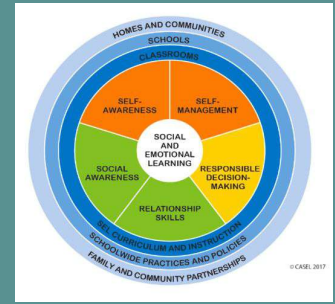 HOMES AND COMMUNITIES
SCHOOLS
CLASSROOMS
SELF-
AWARENESS
SELF-
MANAGEMENT
SOCIAL
AND
EMOTIONAL
LEARNING
SOCIAL
AWARENESS
RESPONSIBLE
DECISION-
MAKING
RELATIONSHIP
SKILLS
SEL CURRICULUM AND INSTRUCTION
SCHOOLWIDE PRACTICES AND POLICIES
FAMILY AND COMMUNITY PARTNERSHIPS
© CASEL 2017